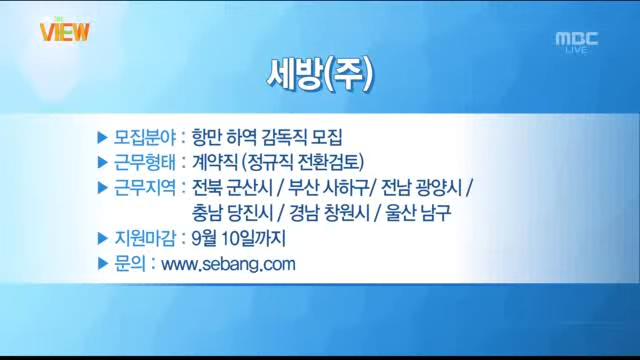 VIEW
MBC
LIVE
세방(주)
▶ 모집분야 : 항만 하역 감독직 모집
▶ 근무형태 : 계약직 (정규직 전환검토)
▶ 근무지역 : 전북 군산시 / 부산 사하구/ 전남 광양시 /
충남 당진시 / 경남 창원시 / 울산 남구
▶ 지원마감 : 9월 10일까지
▶ 문의 : www.sebang.com